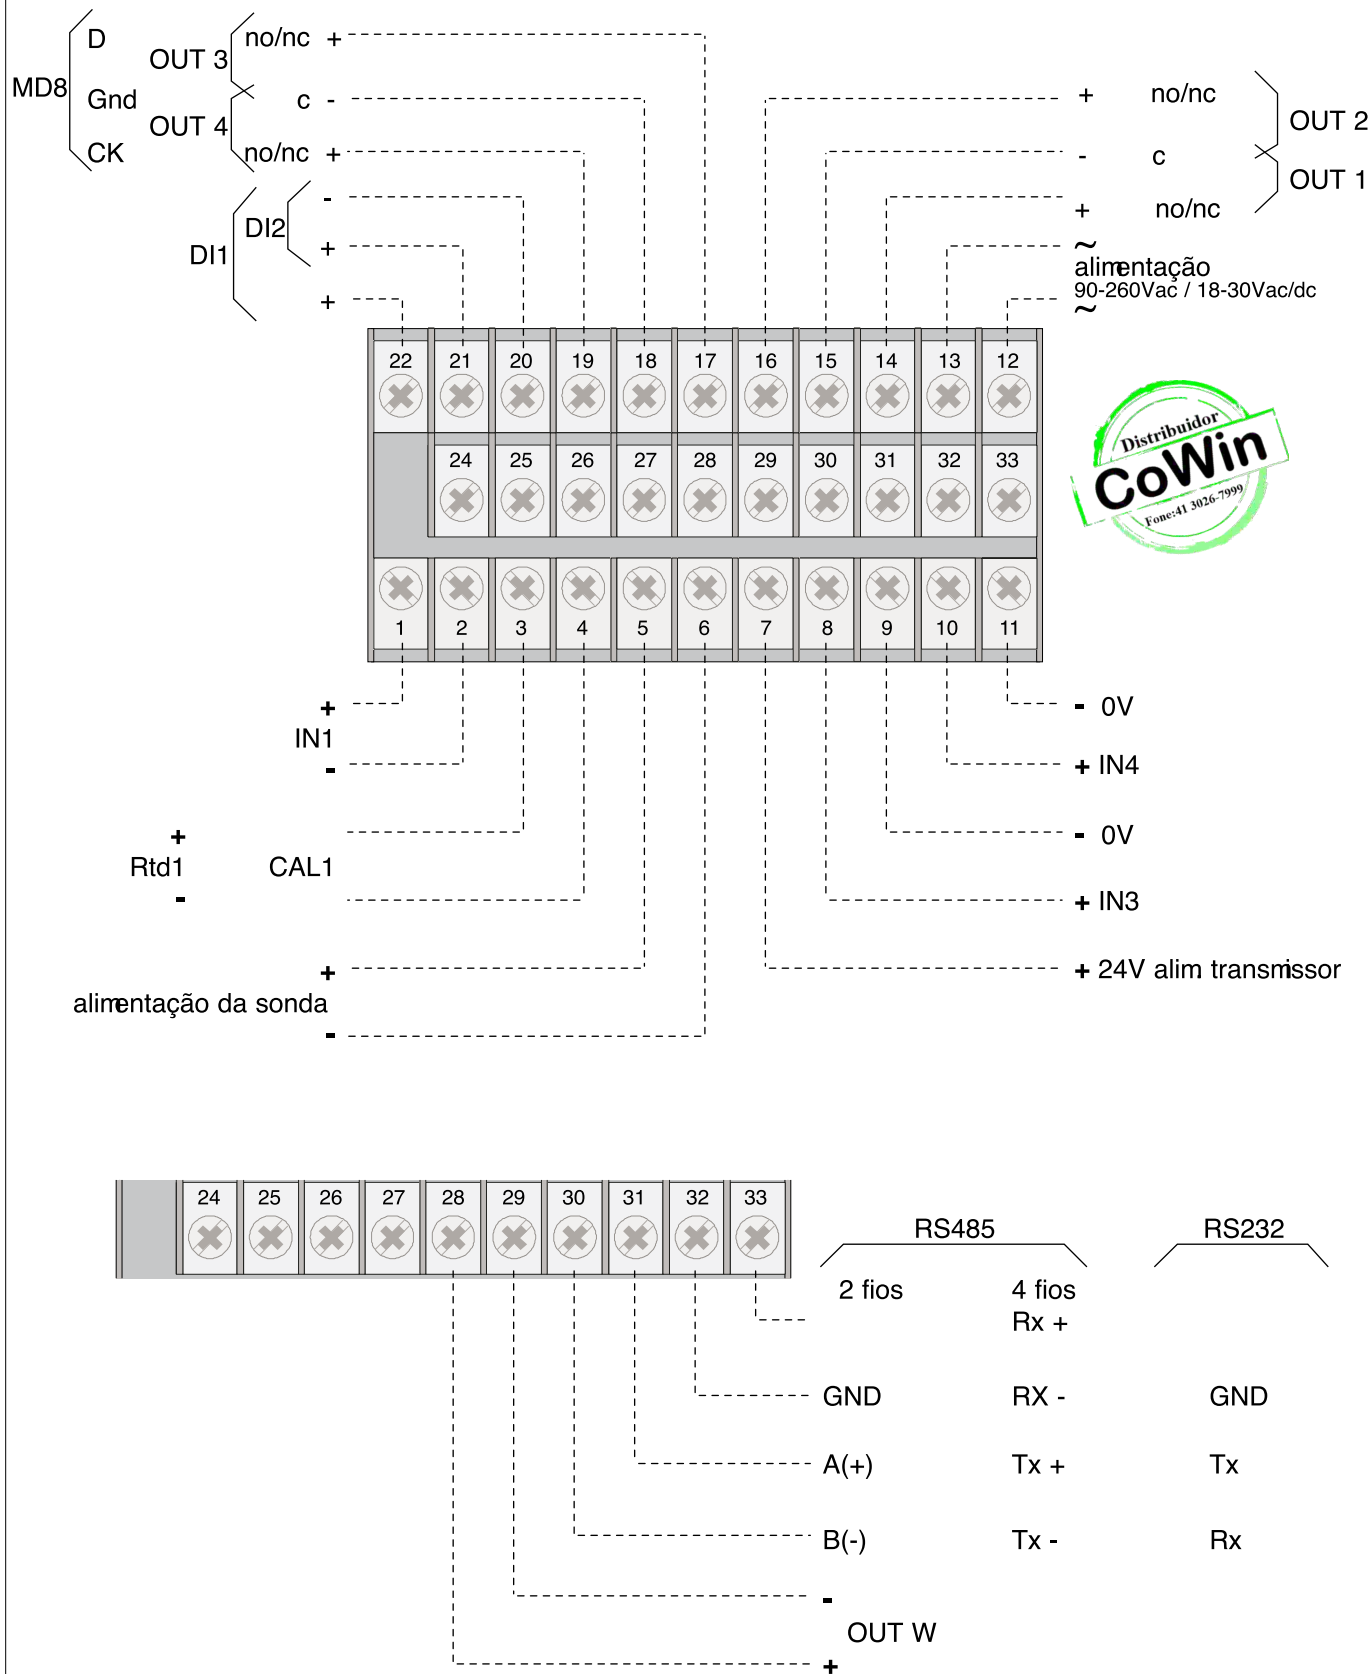 D
OUT 3
no/nc +
MD8
Gnd
c -
OUT 4
CK
no/nc +
+ no/nc
OUT 2
- c
OUT 1
+ no/nc
-
DI2
DI1
+
+
~
alimentação
90-260Vac / 18-30Vac/dc
~
22 21 20 19 18 17 16 15 14 13 12
24 25 26 27 28 29 30 31 32 33
1 2 3 4 5 6 7 8 9 10 11
Distribuidor
CoWin
Fone:41 3026-7999
+
IN1
-
- 0V
+ IN4
+
Rtd1 CAL1
-
- 0V
+ IN3
+
alimentação da sonda
-
+ 24V alim. transmissor
24 25 26 27 28 29 30 31 32 33
RS485 RS232
2 fios 4 fios
Rx +
GND RX - GND
A(+) Tx + Tx
B(-) Tx - Rx
-
OUT W
+